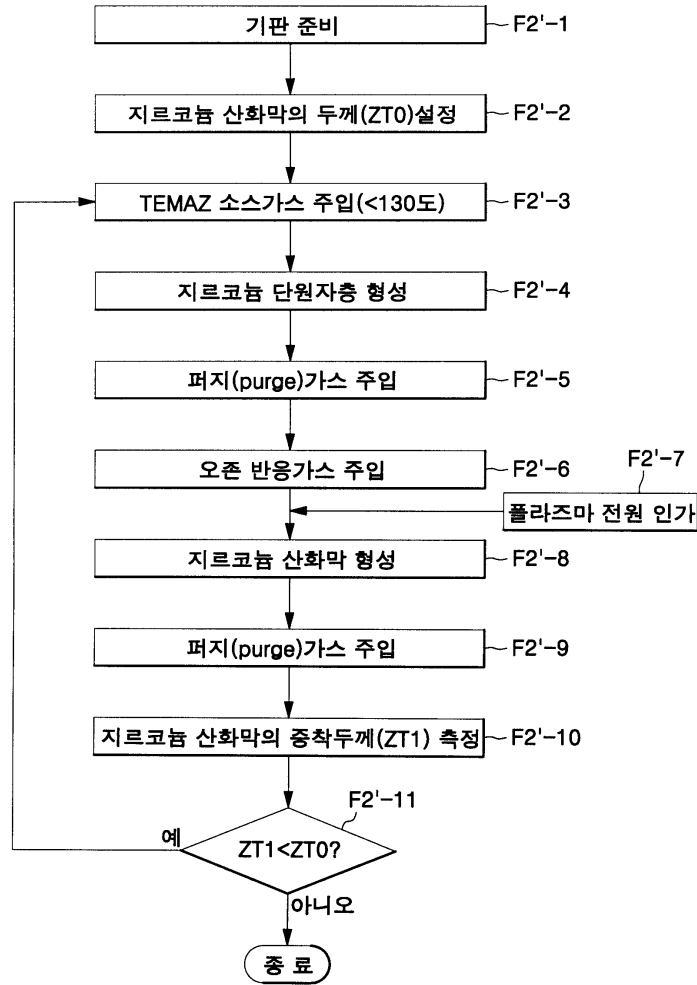 기판 준비 F2'-1
지르코늄 산화막의 두께(ZT0)설정 F2'-2
TEMAZ 소스가스 주입(<130도) F2'-3
지르코늄 단원자층 형성 F2'-4
퍼지(purge)가스 주입 F2'-5
오존 반응가스 주입 F2'-6
F2'-7
플라즈마 전원 인가
지르코늄 산화막 형성 F2'-8
퍼지(purge)가스 주입 F2'-9
지르코늄 산화막의 증착두께(ZT1) 측정 F2'-10
F2'-11
예
ZT1<ZT0?
아니오
종 료